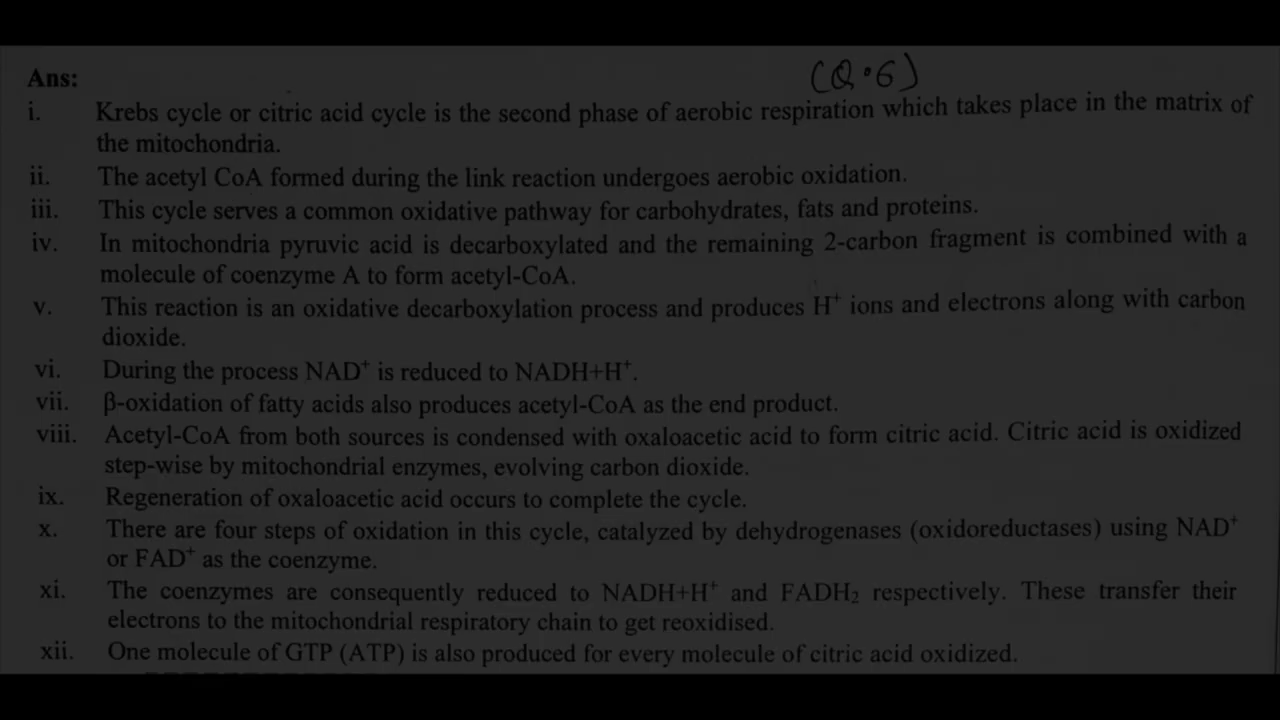 (Q.6)
Ans:
i. Krebs cycle or citric acid cycle is the second phase of aerobic respiration which takes place in the matrix of
the mitochondria.
ii. The acetyl CoA formed during the link reaction undergoes aerobic oxidation.
iii. This cycle serves a common oxidative pathway for carbohydrates, fats and proteins.
iv. In mitochondria pyruvic acid is decarboxylated and the remaining 2-carbon fragment is combined with a
molecule of coenzyme A to form acetyl-CoA.
v. This reaction is an oxidative decarboxylation process and produces H⁺ ions and electrons along with carbon
dioxide.
vi. During the process NAD⁺ is reduced to NADH+H⁺.
vii. β-oxidation of fatty acids also produces acetyl-CoA as the end product.
viii. Acetyl-CoA from both sources is condensed with oxaloacetic acid to form citric acid. Citric acid is oxidized
step-wise by mitochondrial enzymes, evolving carbon dioxide.
ix. Regeneration of oxaloacetic acid occurs to complete the cycle.
x. There are four steps of oxidation in this cycle, catalyzed by dehydrogenases (oxidoreductases) using NAD⁺
or FAD⁺ as the coenzyme.
xi. The coenzymes are consequently reduced to NADH+H⁺ and FADH₂ respectively. These transfer their
electrons to the mitochondrial respiratory chain to get reoxidised.
xii. One molecule of GTP (ATP) is also produced for every molecule of citric acid oxidized.